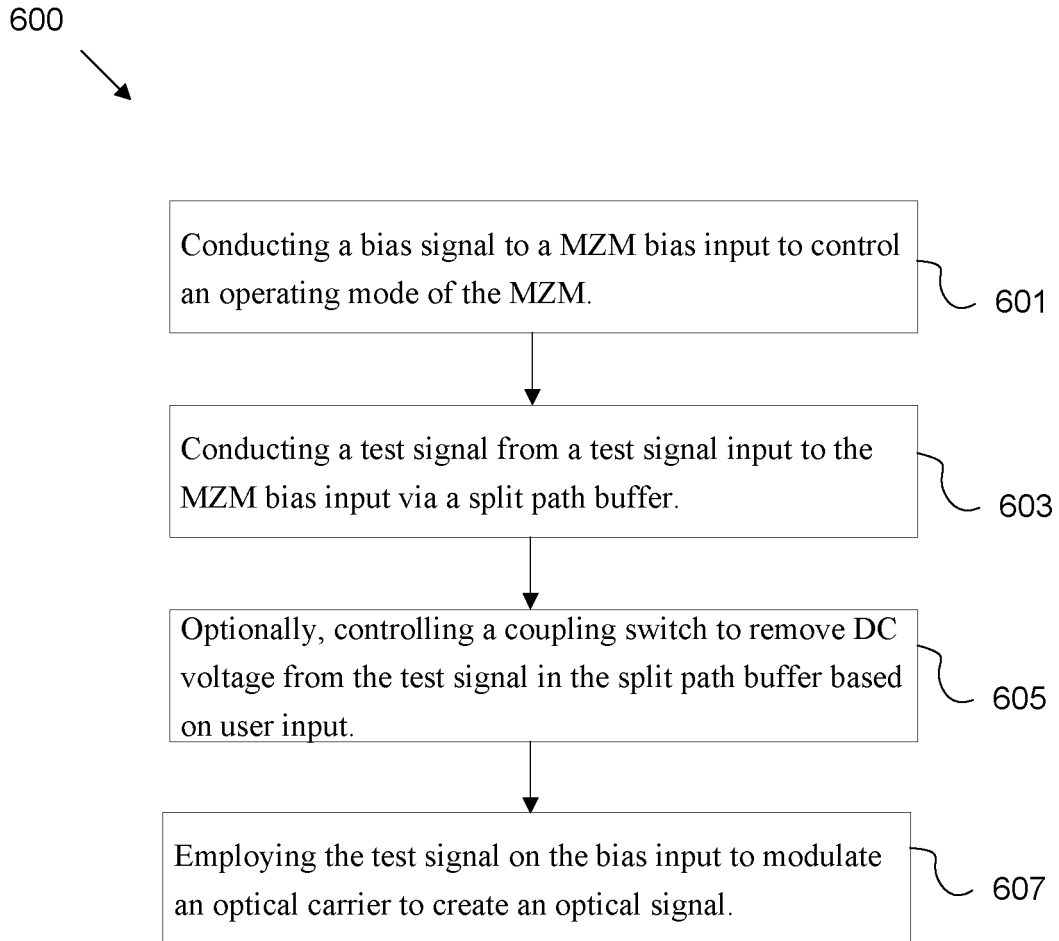 600
Conducting a bias signal to a MZM bias input to control
an operating mode of the MZM.
601
Conducting a test signal from a test signal input to the
MZM bias input via a split path buffer.
603
Optionally, controlling a coupling switch to remove DC
voltage from the test signal in the split path buffer based
on user input.
605
Employing the test signal on the bias input to modulate
an optical carrier to create an optical signal.
607